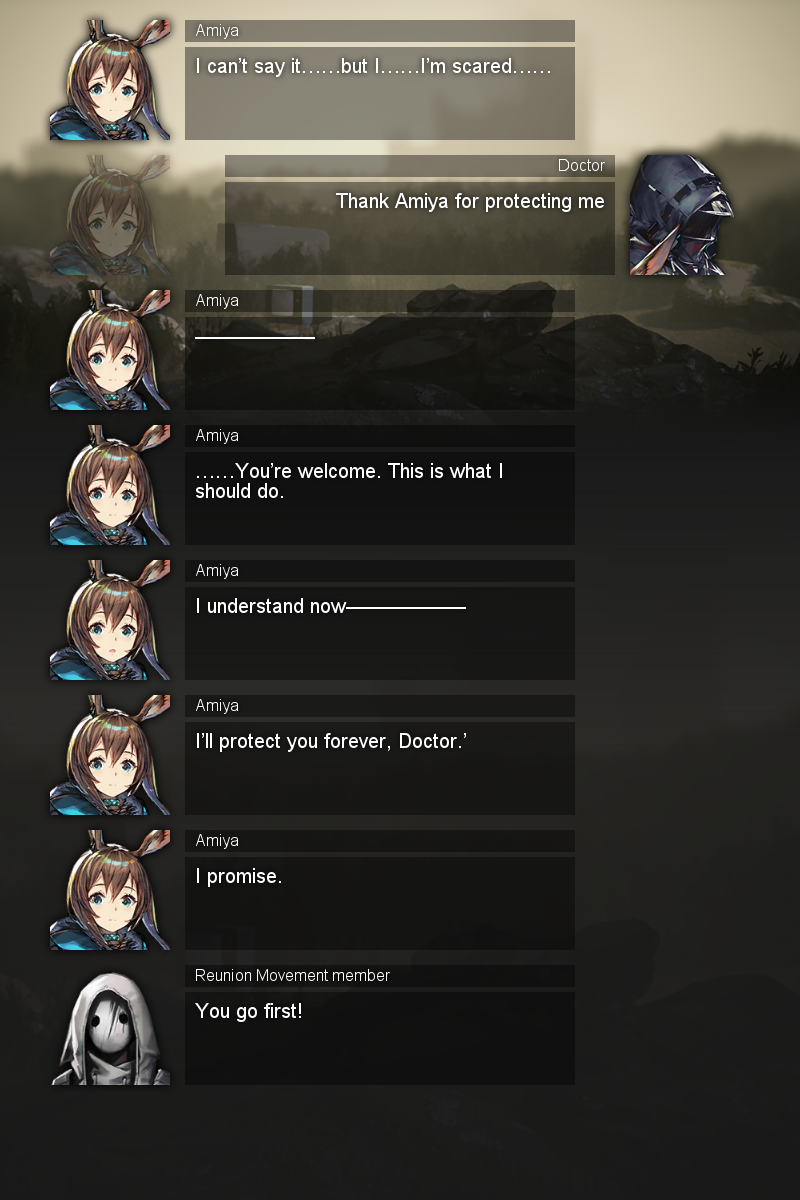 Amiya
I can't say it……but I……I'm scared……
Doctor
Thank Amiya for protecting me
Amiya
——————
Amiya
……You're welcome. This is what I
should do.
Amiya
I understand now——————
Amiya
I'll protect you forever, Doctor.'
Amiya
I promise.
Reunion Movement member
You go first!